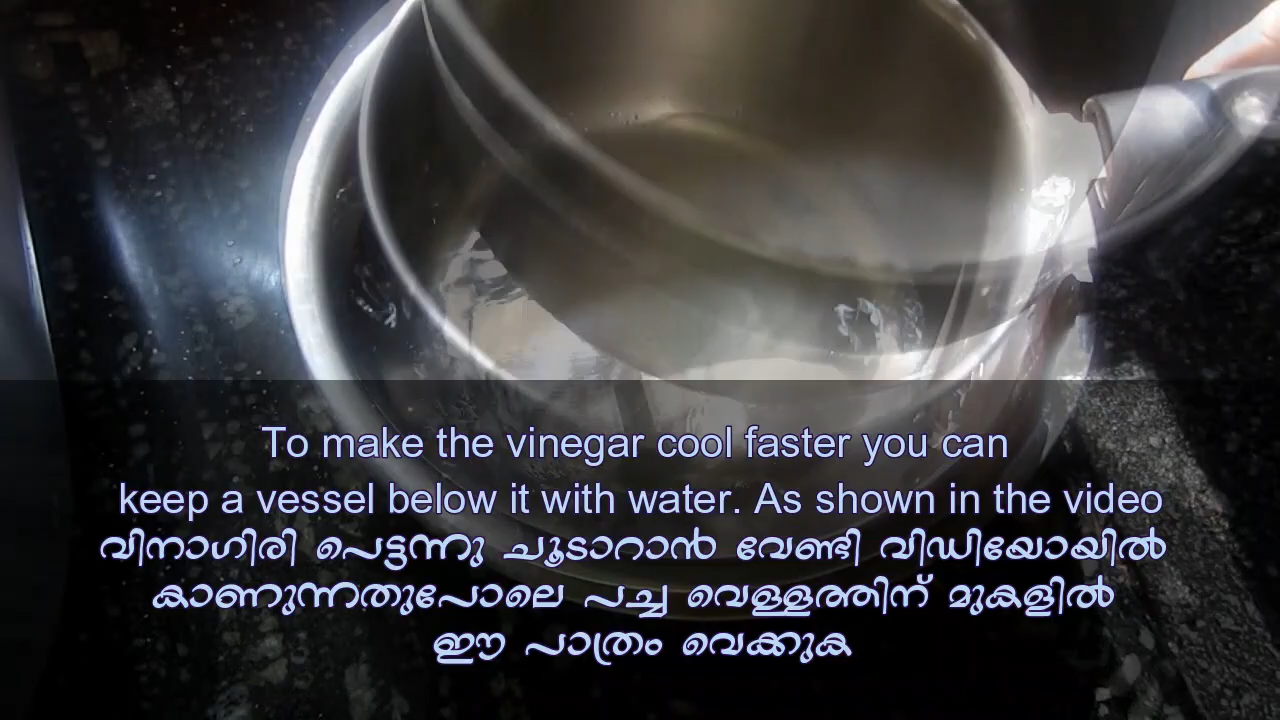 To make the vinegar cool faster you can
keep a vessel below it with water. As shown in the video
വിനാഗിരി പെട്ടന്നു ചൂടാറാൻ വേണ്ടി വിഡിയോയിൽ
കാണുന്നതുപോലെ പച്ച വെള്ളത്തിന് മുകളിൽ
ഈ പാത്രം വെക്കുക